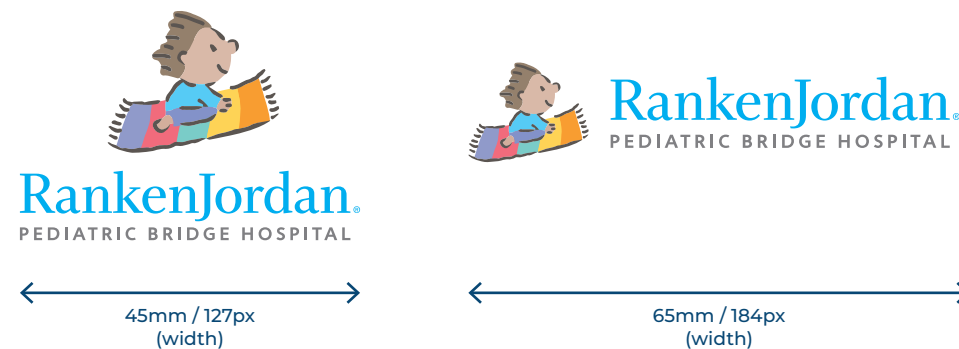 RankenJordan®
PEDIATRIC BRIDGE HOSPITAL
45mm / 127px
(width)
RankenJordan®
PEDIATRIC BRIDGE HOSPITAL
65mm / 184px
(width)